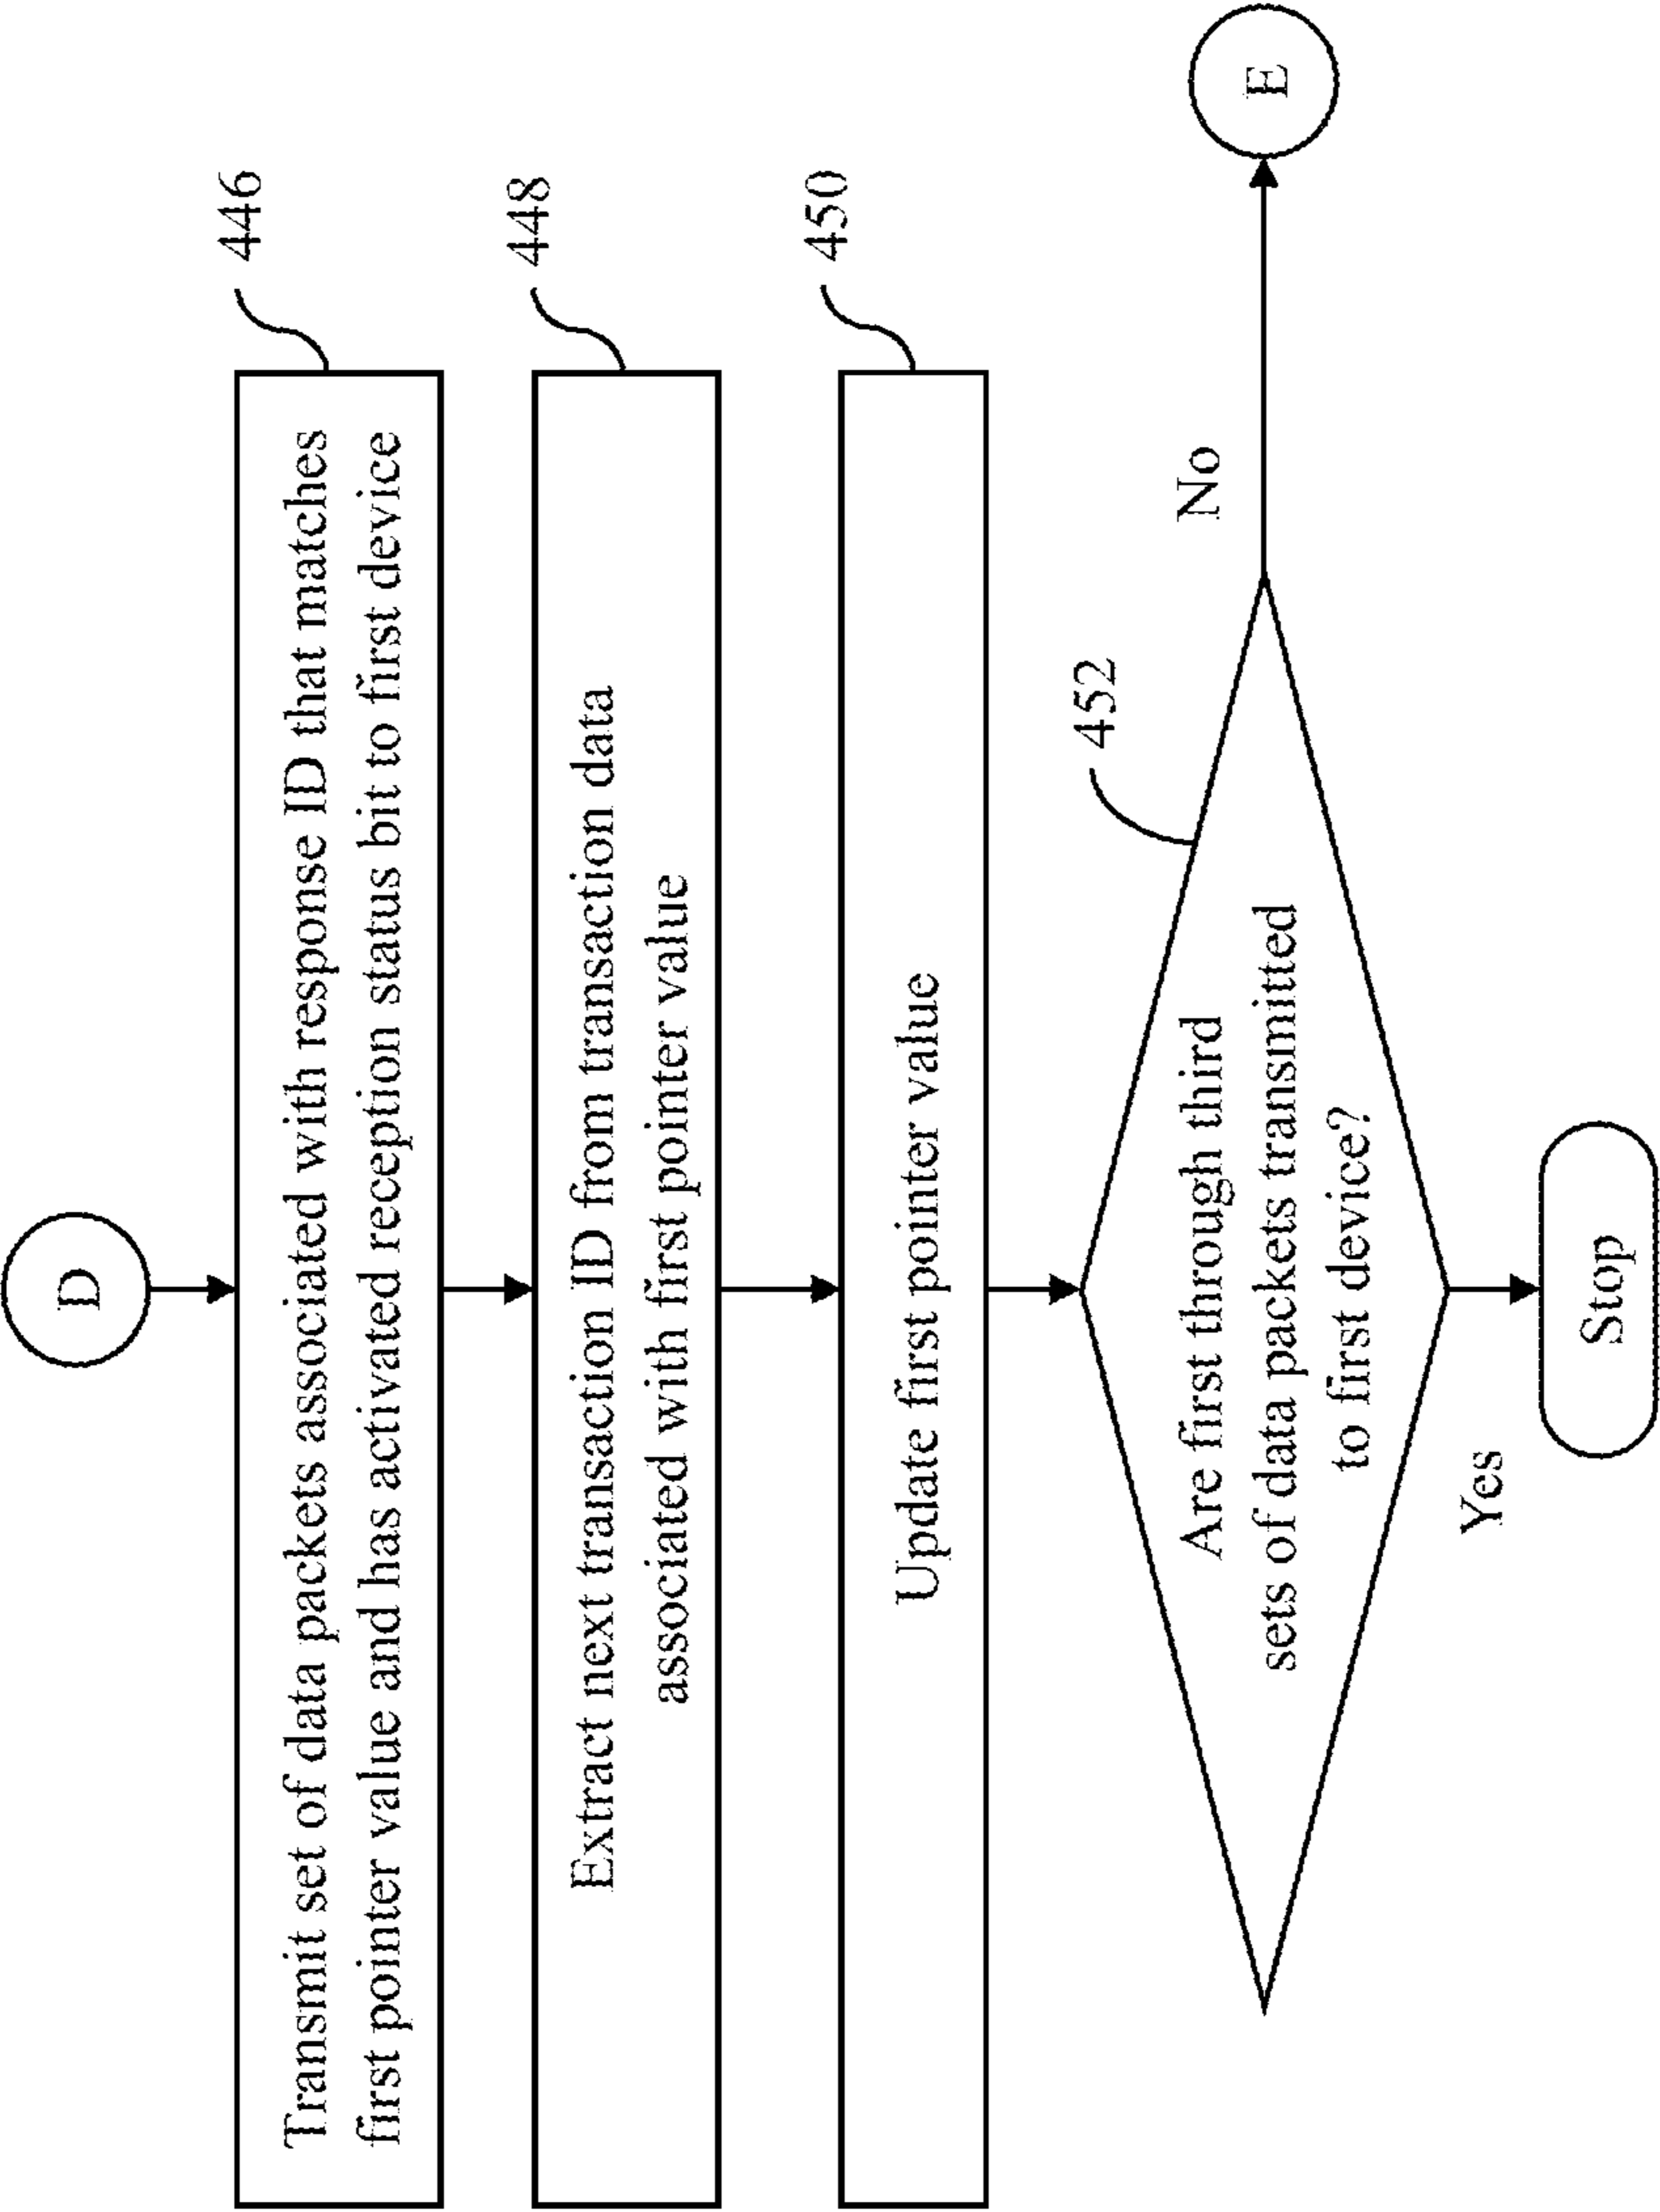 D
446
Transmit set of data packets associated with response ID that matches
first pointer value and has activated reception status bit to first device
448
Extract next transaction ID from transaction data
associated with first pointer value
450
Update first pointer value
452
Are first through third
sets of data packets transmitted
to first device?
No
E
Yes
Stop